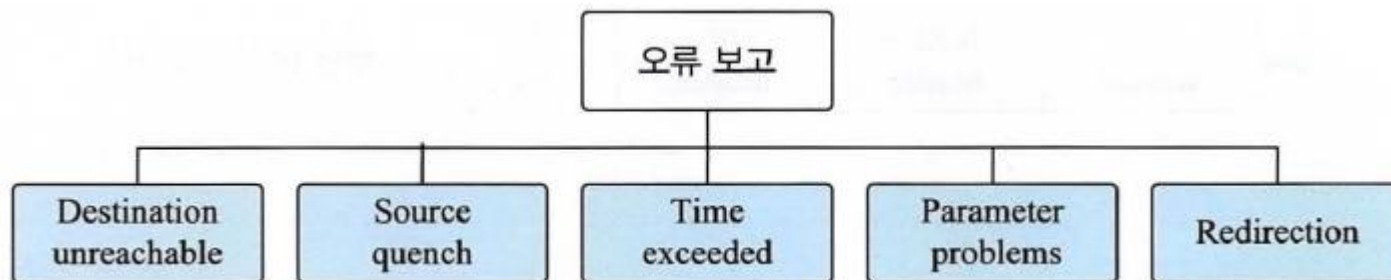 오류 보고
Destination
unreachable
Source
quench
Time
exceeded
Parameter
problems
Redirection